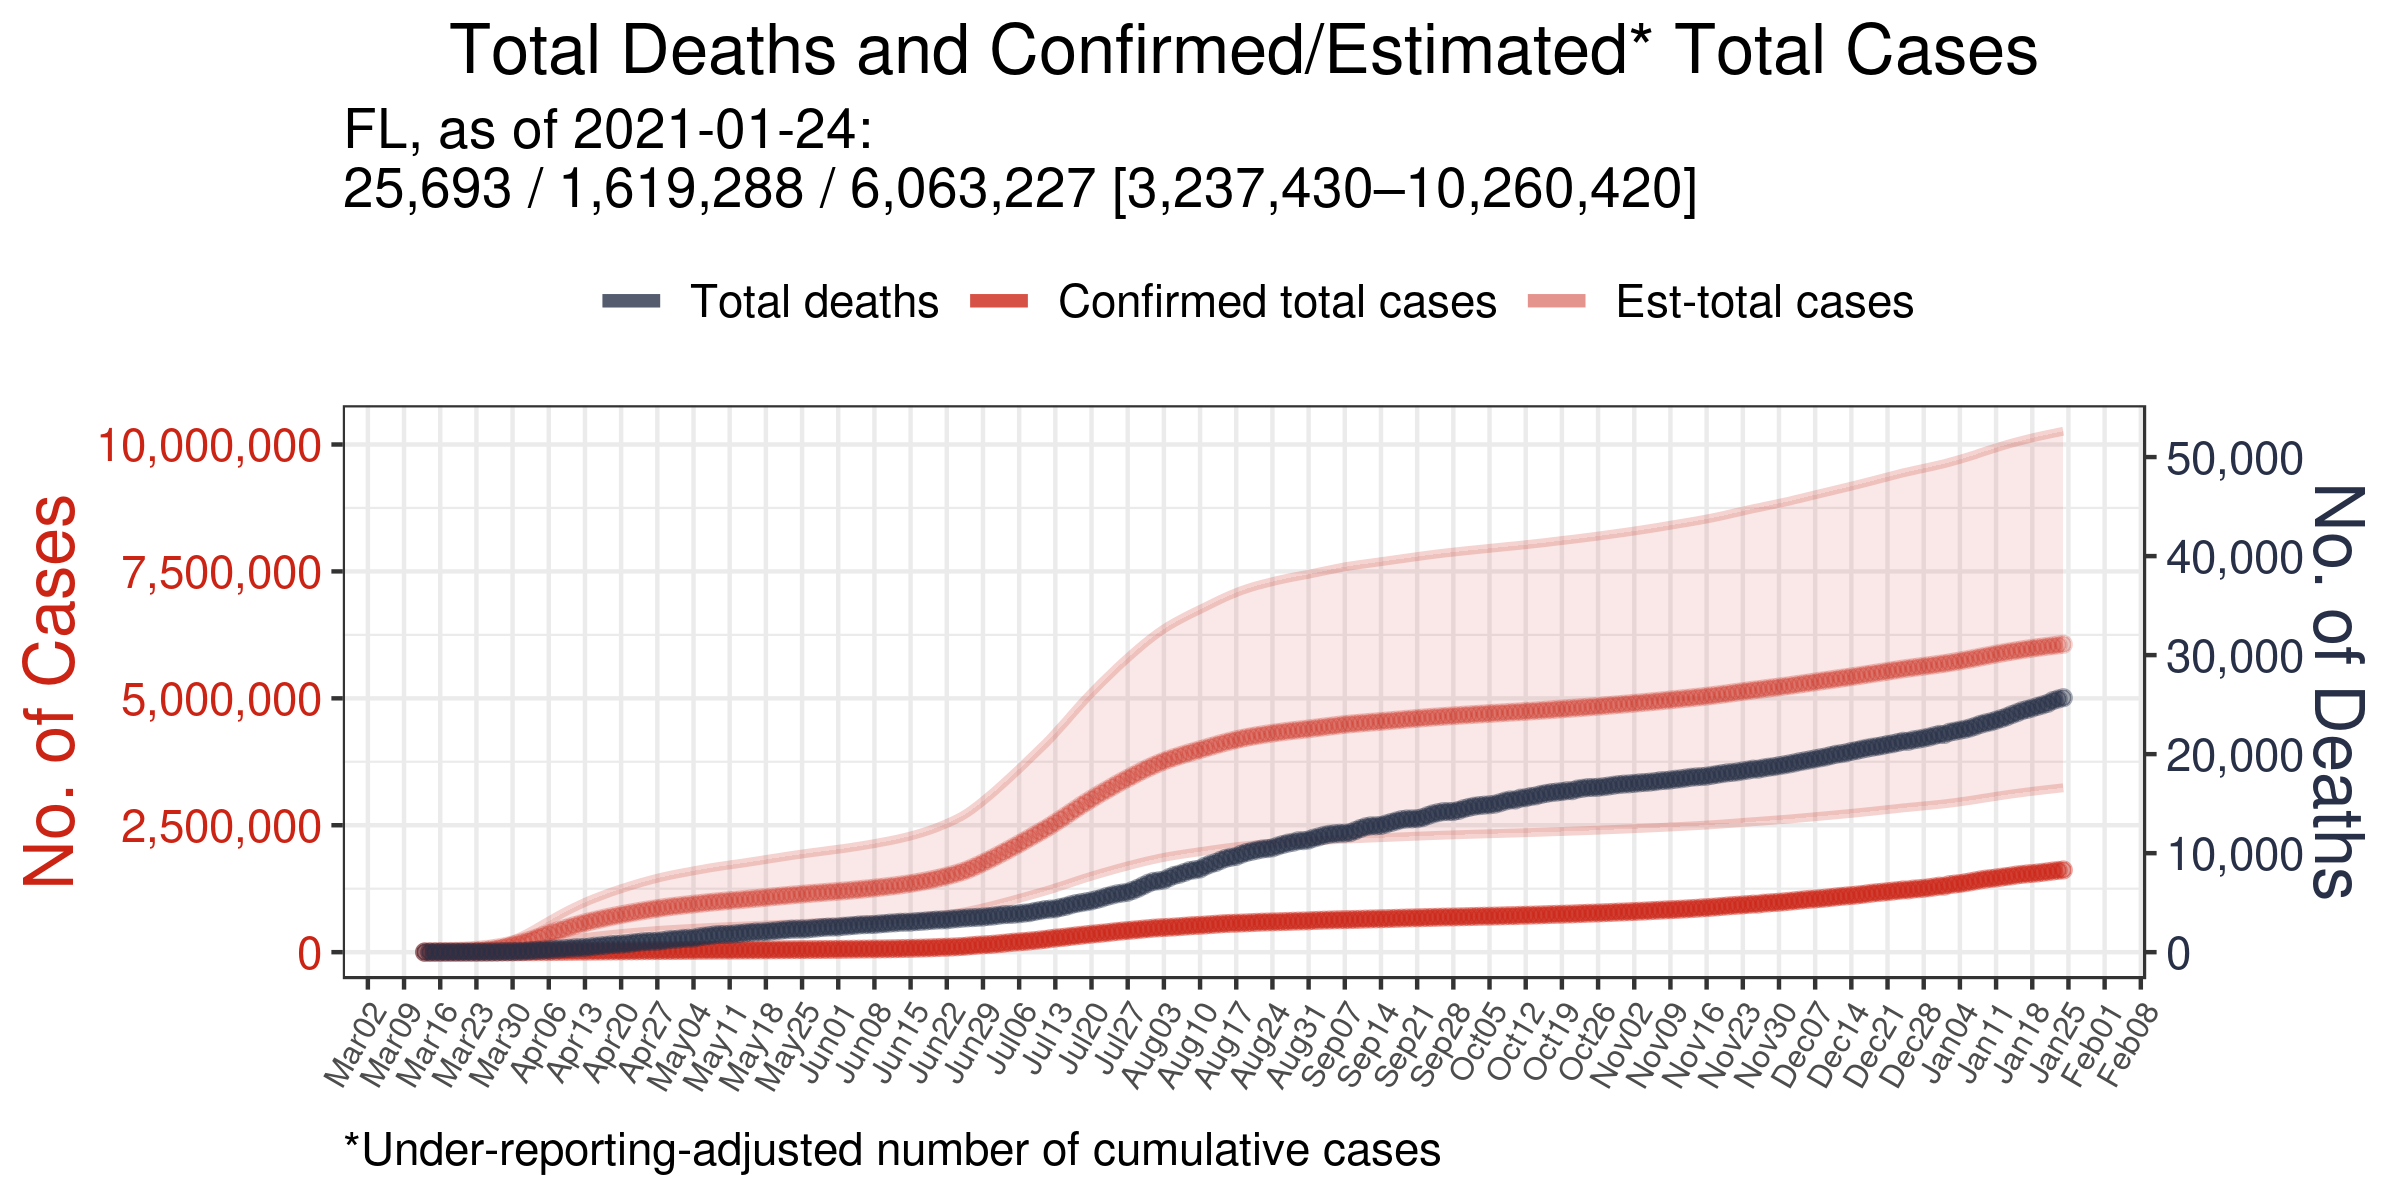 Total Deaths and Confirmed/Estimated* Total Cases
FL, as of 2021-01-24:
25,693 / 1,619,288 / 6,063,227 [3,237,430–10,260,420]
Total deaths
Confirmed total cases
Est-total cases
No. of Cases
10,000,000
7,500,000
5,000,000
2,500,000
0
50,000
40,000
30,000
20,000
10,000
0
No. of Deaths
Mar02
Mar09
Mar16
Mar23
Mar30
Apr06
Apr13
Apr20
Apr27
May04
May11
May18
May25
Jun01
Jun08
Jun15
Jun22
Jun29
Jul06
Jul13
Jul20
Jul27
Aug03
Aug10
Aug17
Aug24
Aug31
Sep07
Sep14
Sep21
Sep28
Oct05
Oct12
Oct19
Oct26
Nov02
Nov09
Nov16
Nov23
Nov30
Dec07
Dec14
Dec21
Dec28
Jan04
Jan11
Jan18
Jan25
Feb01
Feb08
*Under-reporting-adjusted number of cumulative cases